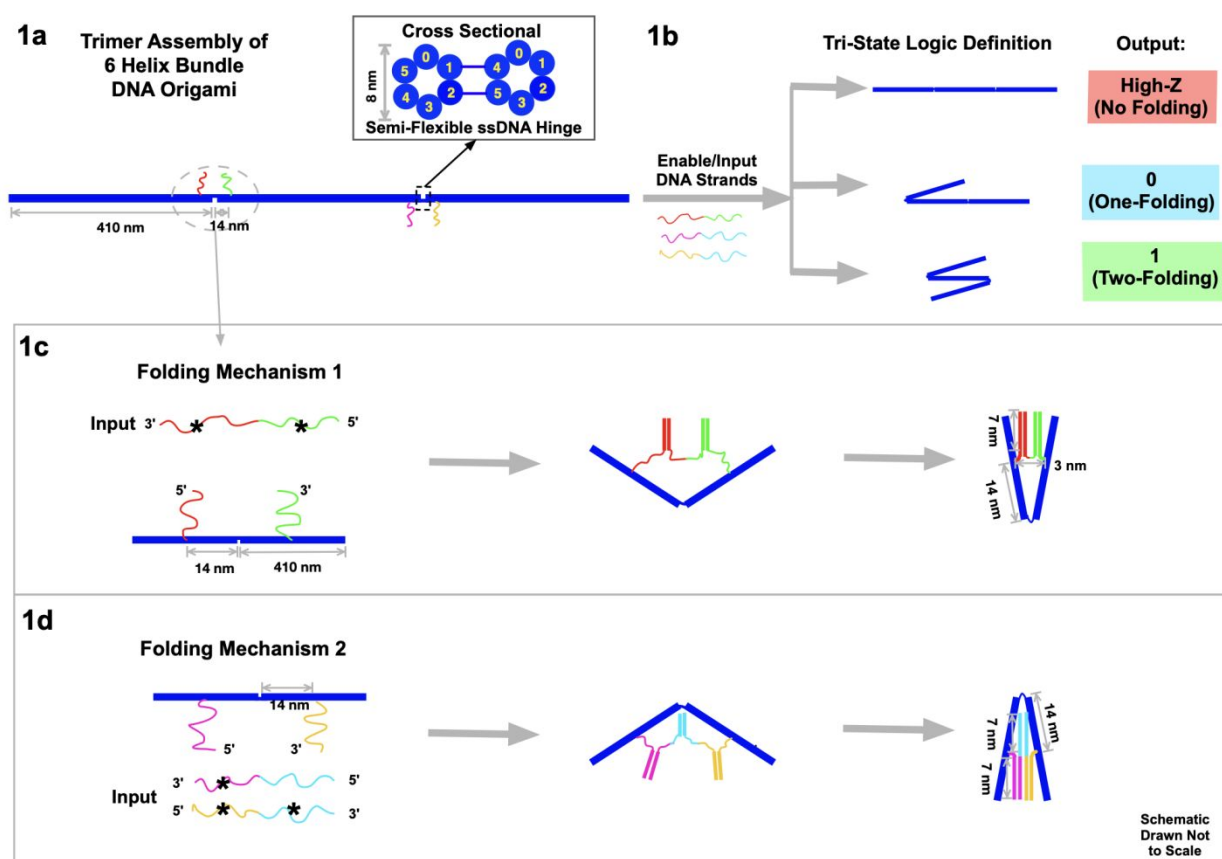 1a
Trimer Assembly of
6 Helix Bundle
DNA Origami
Cross Sectional
8 nm
0
5
1
4
2
3
0
4
1
5
2
3
Semi-Flexible ssDNA Hinge
410 nm
14 nm
1b
Tri-State Logic Definition
Output:
Enable/Input
DNA Strands
High-Z
(No Folding)
0
(One-Folding)
1
(Two-Folding)
1c
Folding Mechanism 1
Input
3'
*
*
5'
5'
3'
14 nm
410 nm
7 nm
3 nm
14 nm
1d
Folding Mechanism 2
14 nm
5'
3'
Input
3'
*
5'
5'
*
*
3'
14 nm
7 nm
7 nm
Schematic
Drawn Not
to Scale